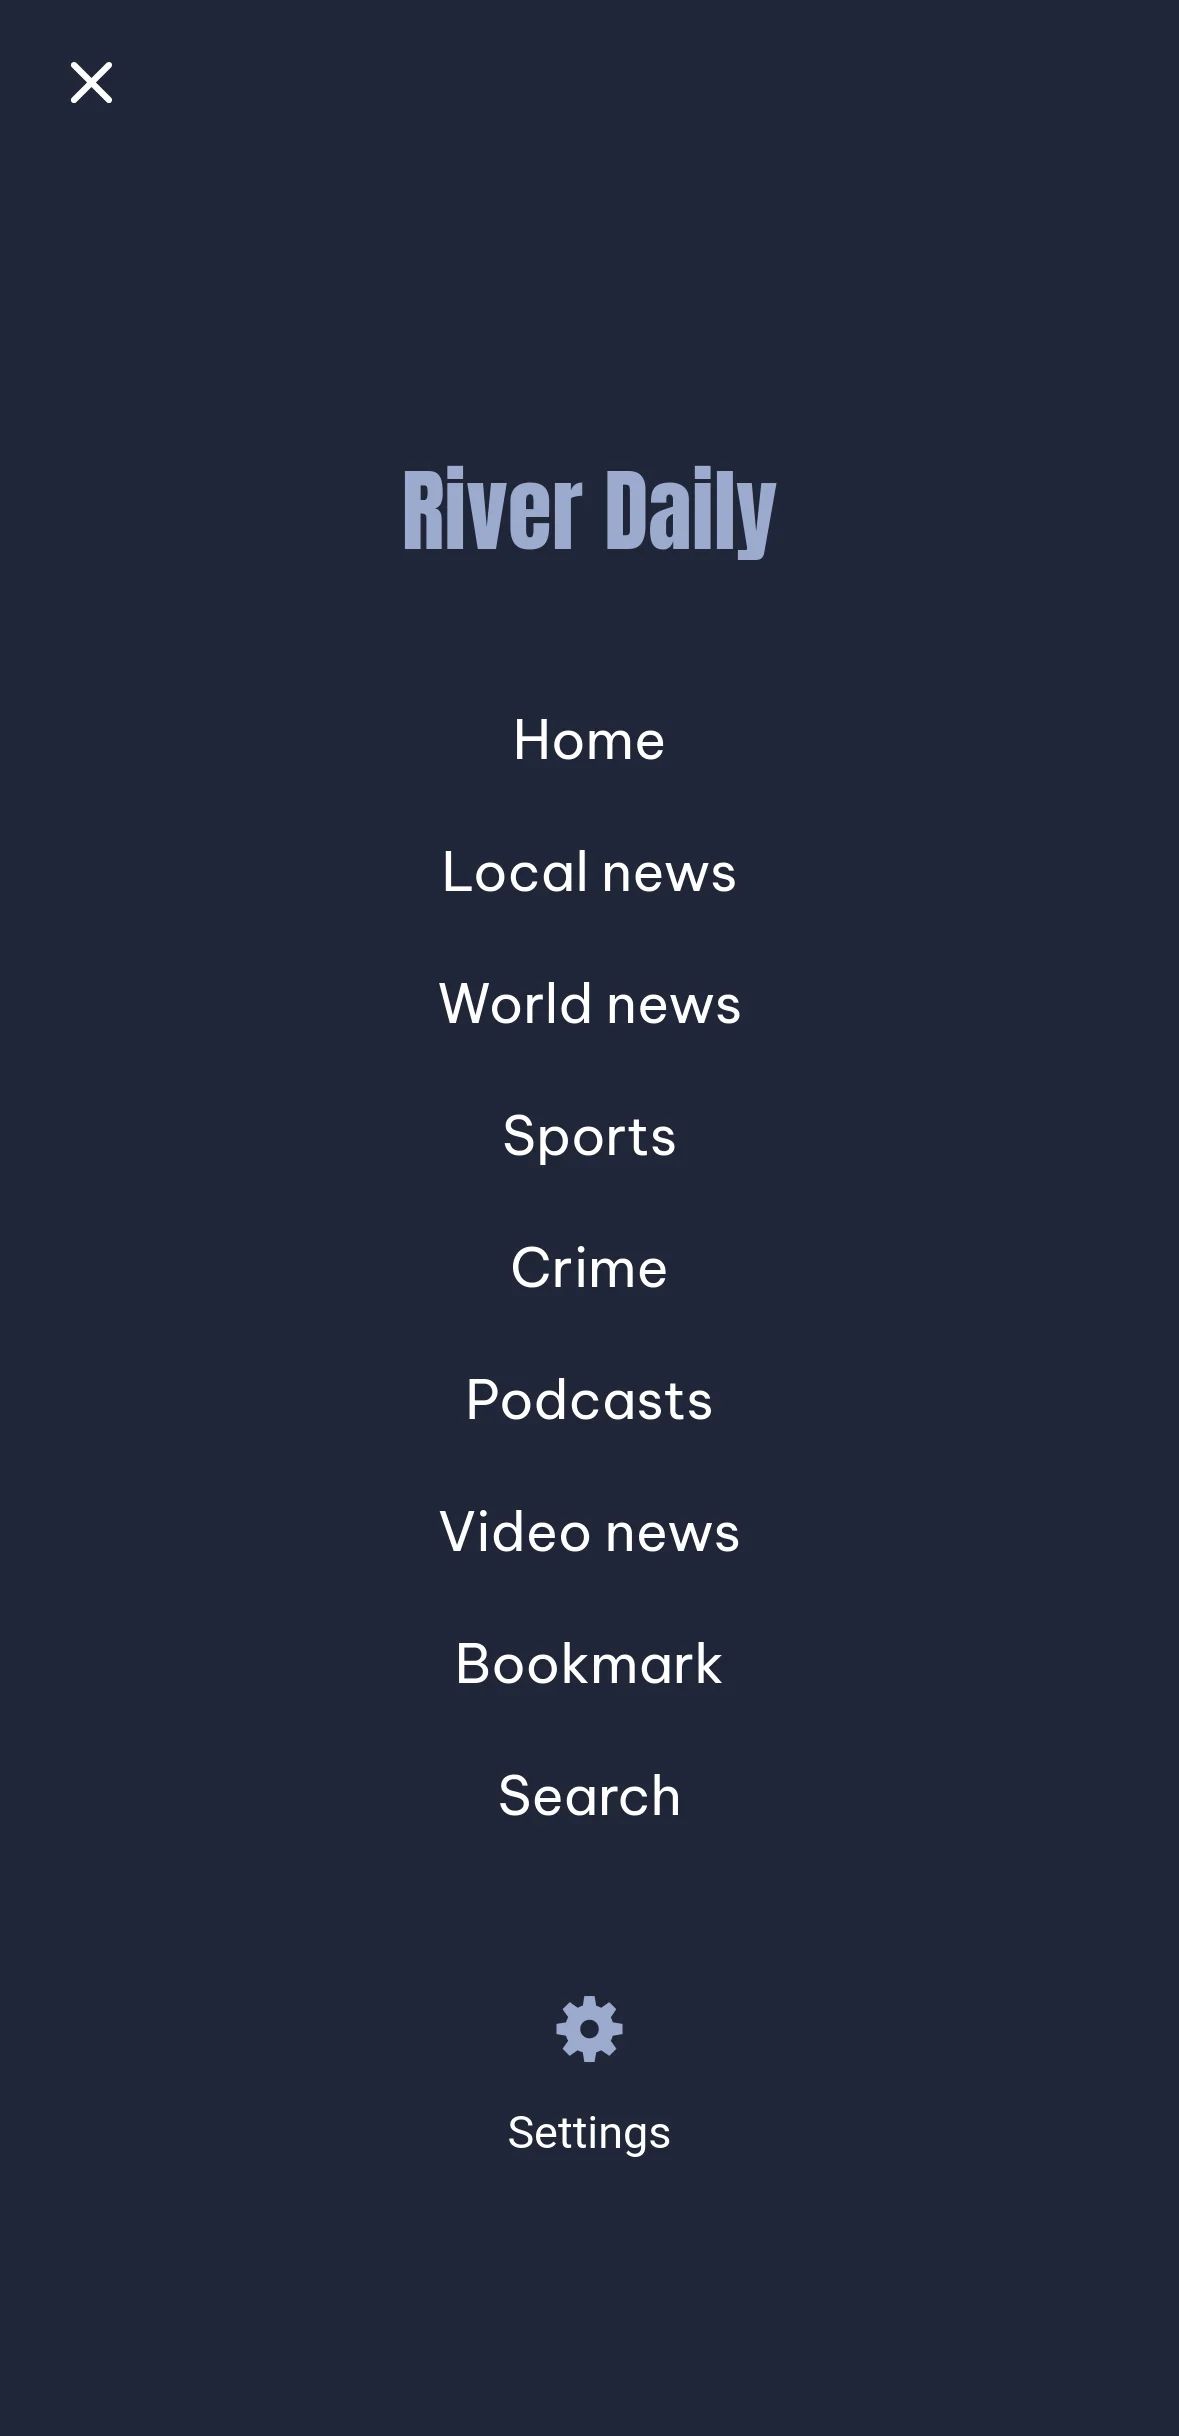 River Daily
Home
Local news
World news
Sports
Crime
Podcasts
Video news
Bookmark
Search
Settings